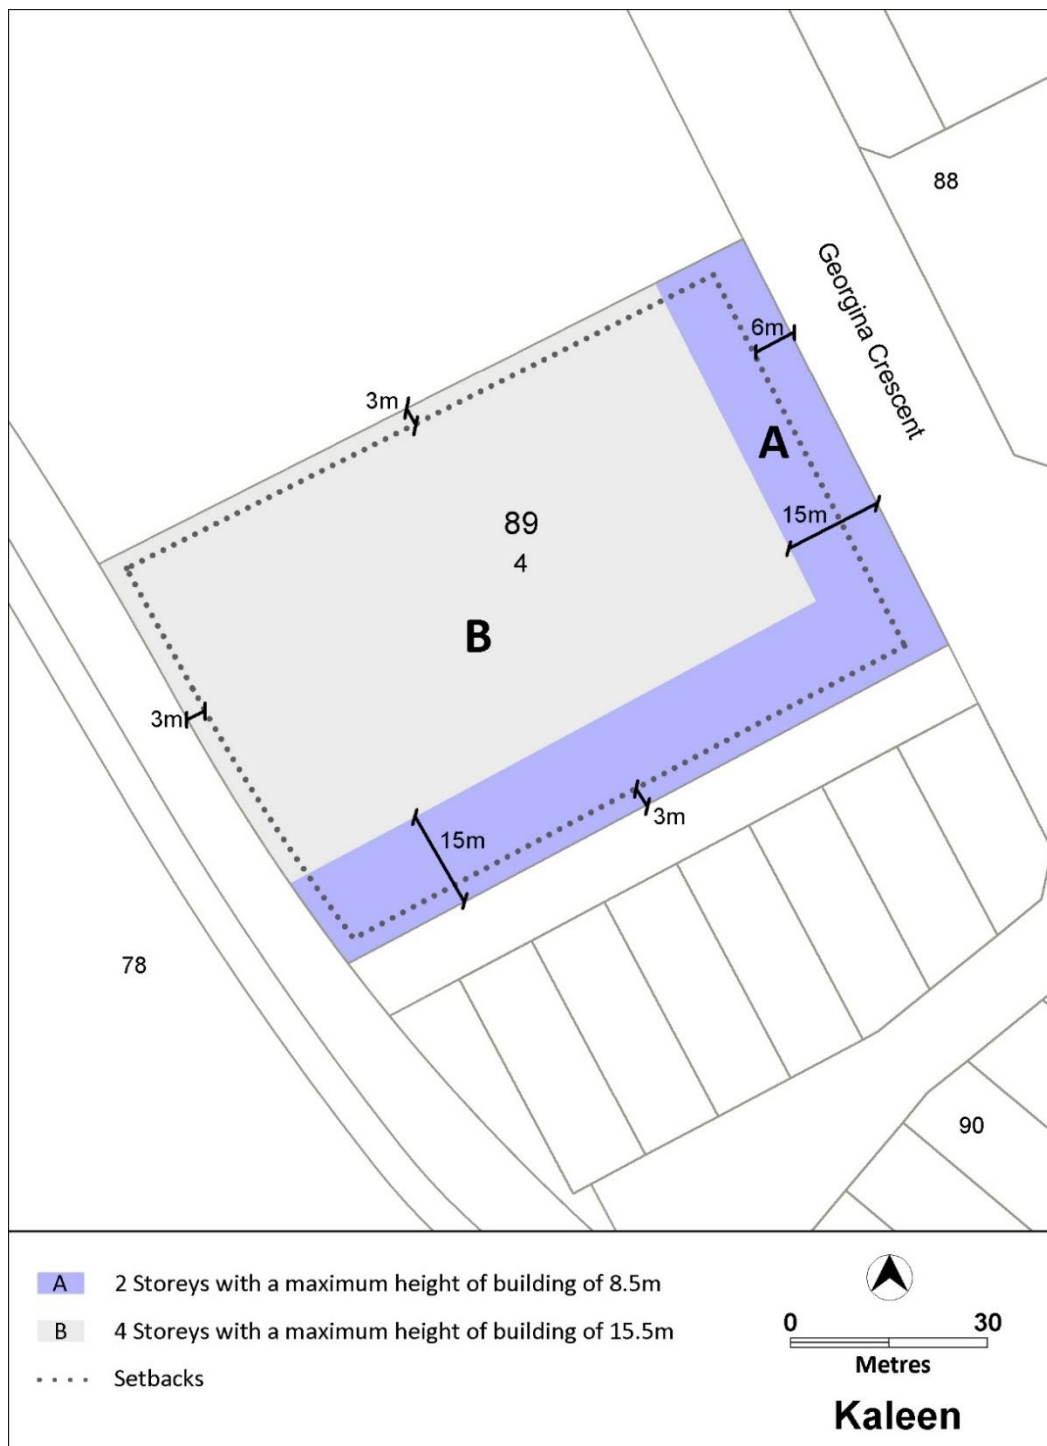 88
Georgina Crescent
6m
3m
A
15m
89
4
B
3m
3m
15m
78
90
A 2 Storeys with a maximum height of building of 8.5m
B 4 Storeys with a maximum height of building of 15.5m
Setbacks
0 30
Metres
Kaleen